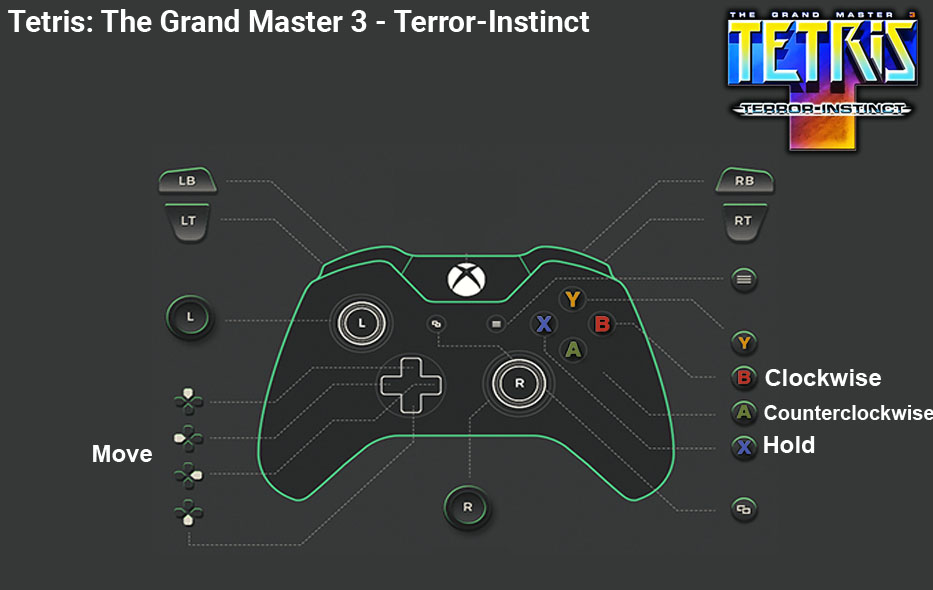 Tetris: The Grand Master 3 - Terror-Instinct
THE GRAND MASTER 3
TETRIS
TERROR-INSTINCT
LB
RB
LT
RT
L
L
Y
X
B
A
R
Y
B Clockwise
A Counterclockwise
X Hold
Move
R